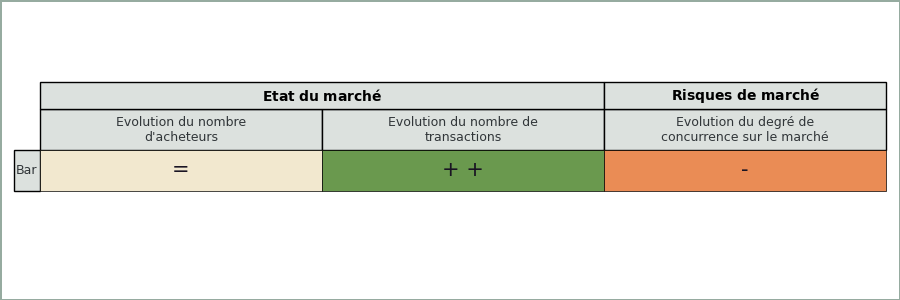 Etat du marché
Risques de marché
Evolution du nombre
d'acheteurs
Evolution du nombre de
transactions
Evolution du degré de
concurrence sur le marché
Bar
=
+ +
-